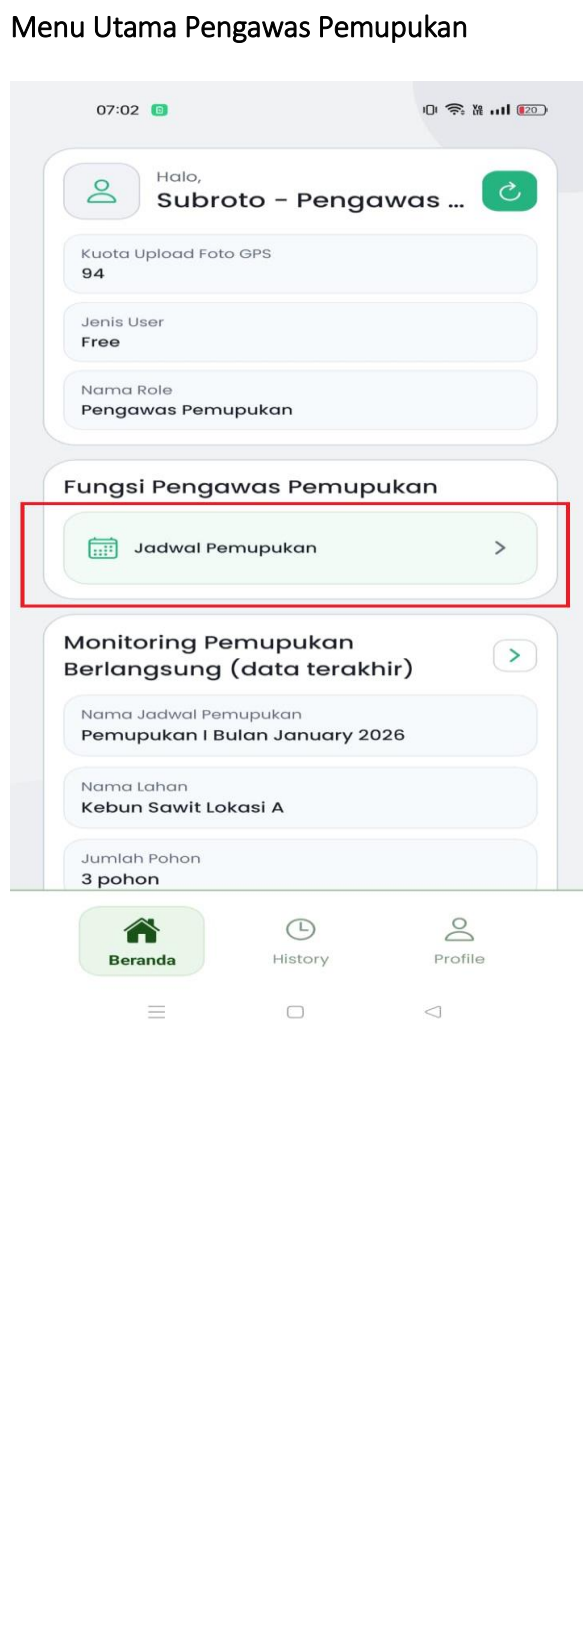 Menu Utama Pengawas Pemupukan
07:02
20
Halo,
Subroto - Pengawas ...
Kuota Upload Foto GPS
94
Jenis User
Free
Nama Role
Pengawas Pemupukan
Fungsi Pengawas Pemupukan
Jadwal Pemupukan
Monitoring Pemupukan
Berlangsung (data terakhir)
Nama Jadwal Pemupukan
Pemupukan I Bulan January 2026
Nama Lahan
Kebun Sawit Lokasi A
Jumlah Pohon
3 pohon
Beranda
History
Profile